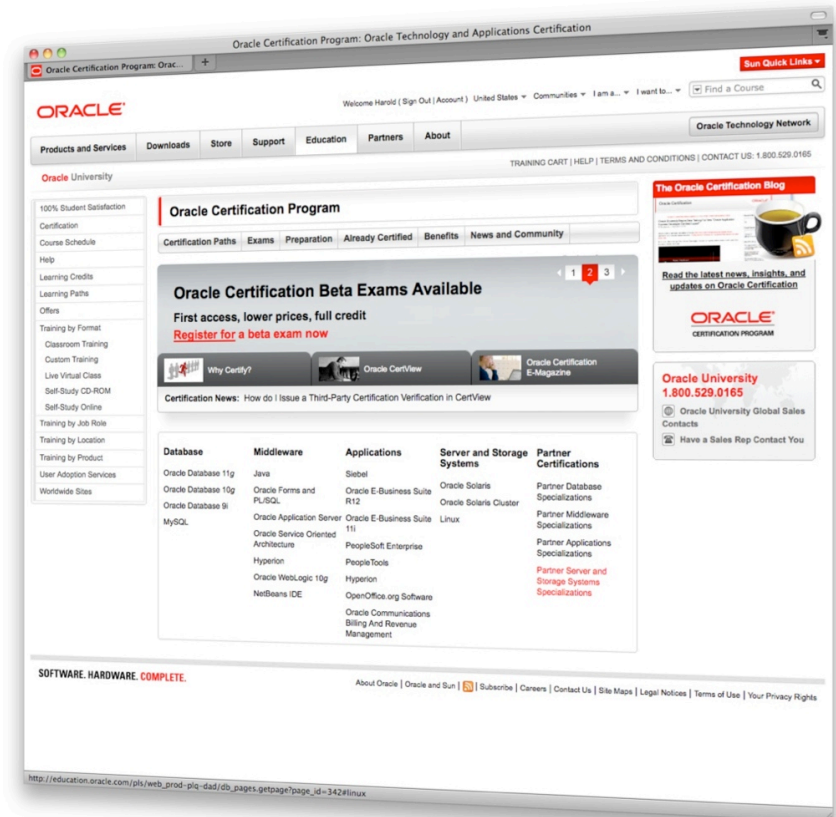 Oracle Certification Program: Oracle Technology and Applications Certification
Oracle Certification Program: Orac...
+
Sun Quick Links
ORACLE
Welcome Harold ( Sign Out | Account ) United States Communities I am a... I want to... Find a Course
Products and Services Downloads Store Support Education Partners About Oracle Technology Network
Oracle University
TRAINING CART | HELP | TERMS AND CONDITIONS | CONTACT US: 1.800.529.0165
100% Student Satisfaction
Certification
Course Schedule
Help
Learning Credits
Learning Paths
Offers
Training by Format
Classroom Training
Custom Training
Live Virtual Class
Self-Study CD-ROM
Self-Study Online
Training by Job Role
Training by Location
Training by Product
User Adoption Services
Worldwide Sites
Oracle Certification Program
Certification Paths Exams Preparation Already Certified Benefits News and Community
1 2 3
Oracle Certification Beta Exams Available
First access, lower prices, full credit
Register for a beta exam now
Why Certify?
Oracle CertView
Oracle Certification
E-Magazine
Certification News: How do I Issue a Third-Party Certification Verification in CertView
Database
Oracle Database 11g
Oracle Database 10g
Oracle Database 9i
MySQL
Middleware
Java
Oracle Forms and
PL/SQL
Oracle Application Server
Oracle Service Oriented
Architecture
Hyperion
Oracle WebLogic 10g
NetBeans IDE
Applications
Siebel
Oracle E-Business Suite
R12
Oracle E-Business Suite
11i
PeopleSoft Enterprise
PeopleTools
Hyperion
OpenOffice.org Software
Oracle Communications
Billing And Revenue
Management
Server and Storage
Systems
Oracle Solaris
Oracle Solaris Cluster
Linux
Partner
Certifications
Partner Database
Specializations
Partner Middleware
Specializations
Partner Applications
Specializations
Partner Server and
Storage Systems
Specializations
The Oracle Certification Blog
Read the latest news, insights, and
updates on Oracle Certification
ORACLE
CERTIFICATION PROGRAM
Oracle University
1.800.529.0165
Oracle University Global Sales
Contacts
Have a Sales Rep Contact You
SOFTWARE. HARDWARE. COMPLETE.
About Oracle | Oracle and Sun | Subscribe | Careers | Contact Us | Site Maps | Legal Notices | Terms of Use | Your Privacy Rights
http://education.oracle.com/pls/web_prod-plq-dad/db_pages.getpage?page_id=342#linux